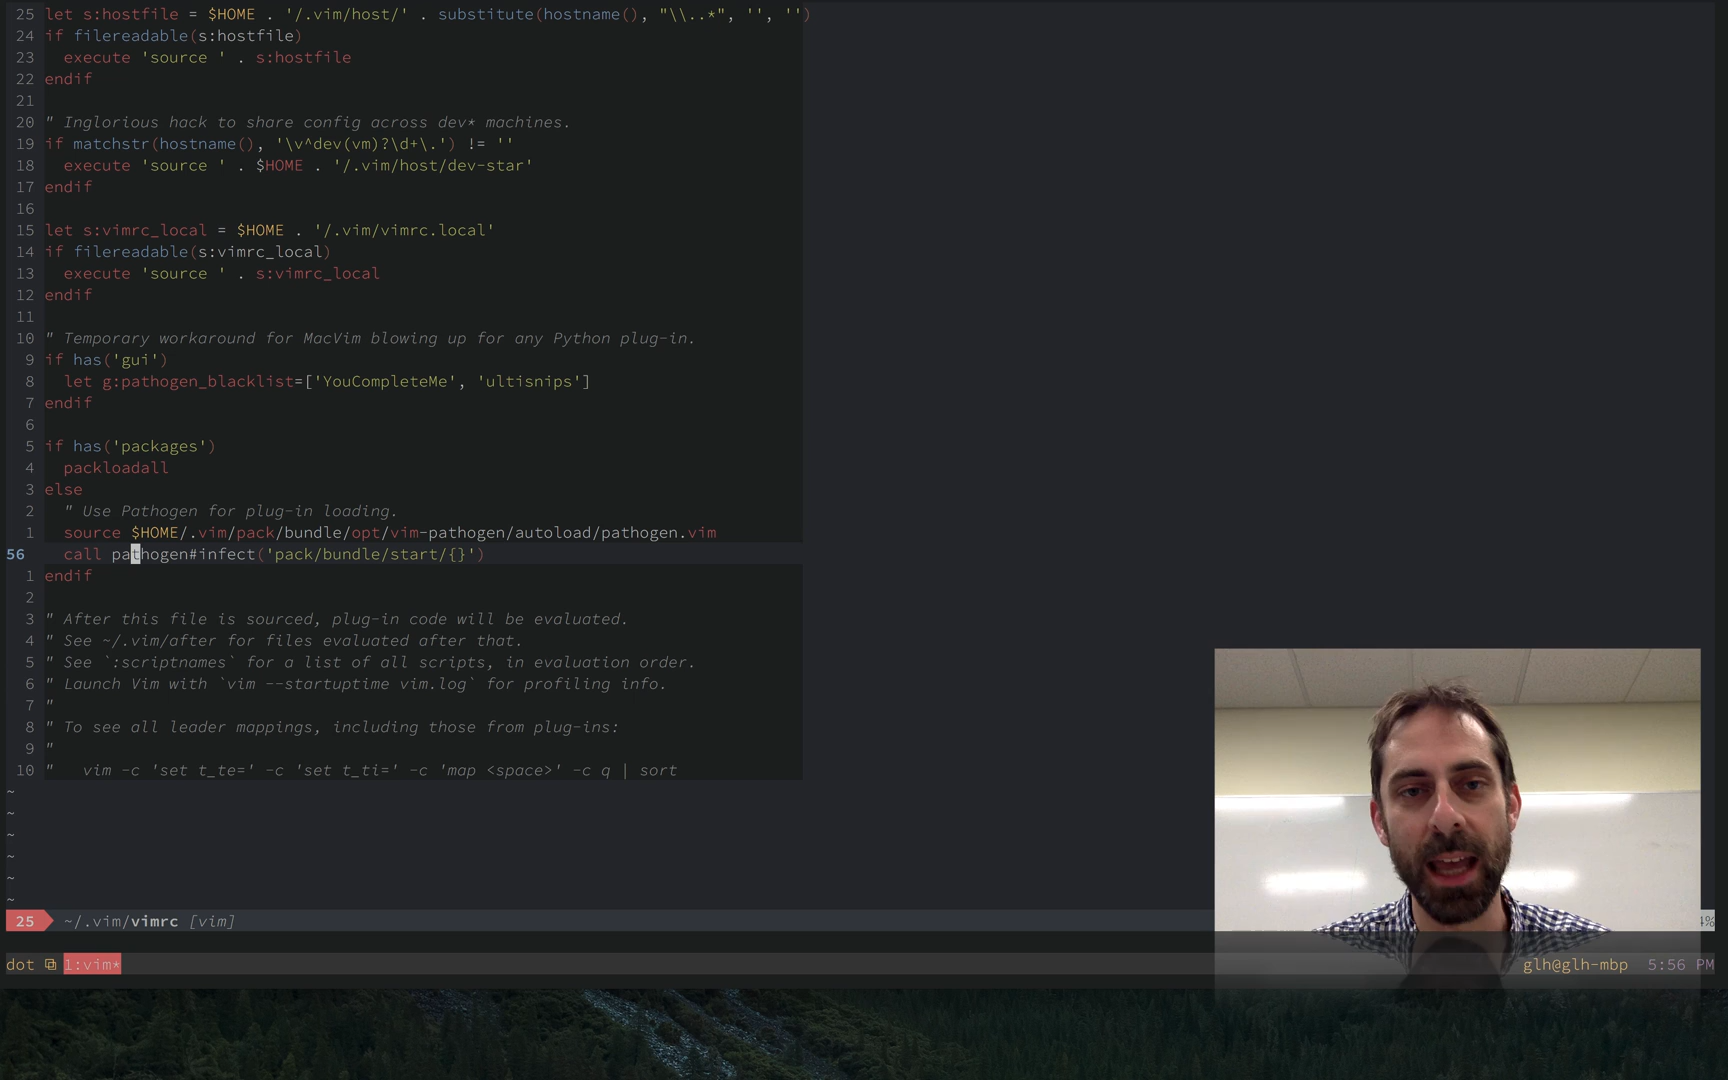 25 let s:hostfile = $HOME . '/.vim/host/' . substitute(hostname(), "\\..*", '', '')
24 if filereadable(s:hostfile)
23   execute 'source ' . s:hostfile
22 endif
21
20 " Inglorious hack to share config across dev* machines.
19 if matchstr(hostname(), '\v^dev(vm)?\d+\.') != ''
18   execute 'source ' . $HOME . '/.vim/host/dev-star'
17 endif
16
15 let s:vimrc_local = $HOME . '/.vim/vimrc.local'
14 if filereadable(s:vimrc_local)
13   execute 'source ' . s:vimrc_local
12 endif
11
10 " Temporary workaround for MacVim blowing up for any Python plug-in.
9 if has('gui')
8   let g:pathogen_blacklist=['YouCompleteMe', 'ultisnips']
7 endif
6
5 if has('packages')
4   packloadall
3 else
2   " Use Pathogen for plug-in loading.
1   source $HOME/.vim/pack/bundle/opt/vim-pathogen/autoload/pathogen.vim
56   call pathogen#infect('pack/bundle/start/{}')
1 endif
2
3 " After this file is sourced, plug-in code will be evaluated.
4 " See ~/.vim/after for files evaluated after that.
5 " See `:scriptnames` for a list of all scripts, in evaluation order.
6 " Launch Vim with `vim --startuptime vim.log` for profiling info.
7 "
8 " To see all leader mappings, including those from plug-ins:
9 "
10 "   vim -c 'set t_te=' -c 'set t_ti=' -c 'map <space>' -c q | sort
~
~
~
~
~
~
25 ~/.vim/vimrc [vim]
dot 1:vim* glh@glh-mbp 5:56 PM